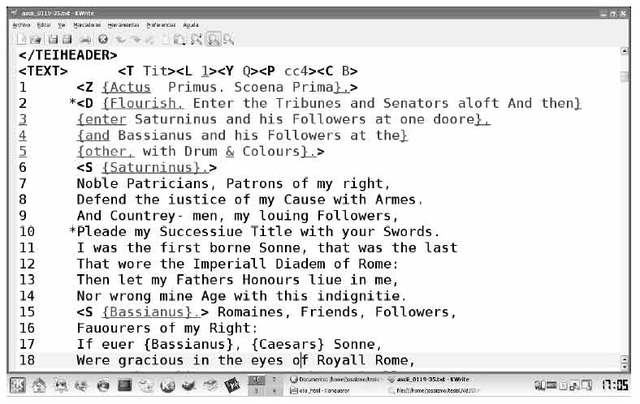 ascii_0119-35.txt - KWrite
Archivo Editar Ver Marcadores Herramientas Preferencias Ayuda
</TEIHEADER>
<TEXT> <T Tit><L 1><Y Q><P cc4><C B>
1 <Z {Actus Primus. Scoena Prima}.>
2 *<D {Flourish. Enter the Tribunes and Senators aloft And then}
3 {enter Saturninus and his Followers at one doore},
4 {and Bassianus and his Followers at the}
5 {other, with Drum & Colours}.>
6 <S {Saturninus}.>
7 Noble Patricians, Patrons of my right,
8 Defend the iustice of my Cause with Armes.
9 And Countrey- men, my louing Followers,
10 *Pleade my Successiue Title with your Swords.
11 I was the first borne Sonne, that was the last
12 That wore the Imperiall Diadem of Rome:
13 Then let my Fathers Honours liue in me,
14 Nor wrong mine Age with this indignitie.
15 <S {Bassianus}.> Romaines, Friends, Followers,
16 Fauourers of my Right:
17 If euer {Bassianus}, {Caesars} Sonne,
18 Were gracious in the eyes of Royall Rome,
ascii_0119-35.txt - KWrite
17:05